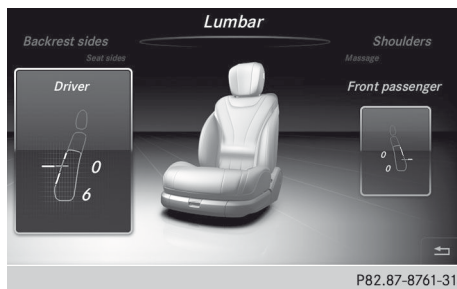 Lumbar
Backrest sides
Shoulders
Seat sides
Massage
Driver
Front passenger
0
6
0
0
P82.87-8761-31